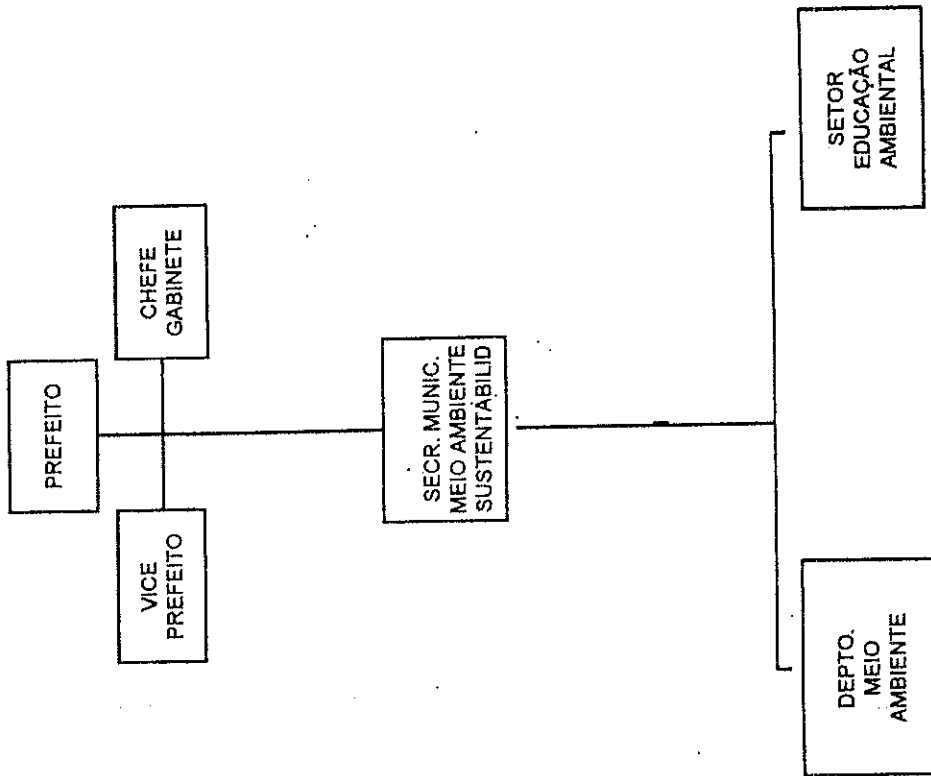 PREFEITO
VICE
PREFEITO
CHEFE
GABINETE
SECR. MUNIC.
MEIO AMBIENTE
SUSTENTABILID
DEPTO.
MEIO
AMBIENTE
SETOR
EDUCAÇÃO
AMBIENTAL